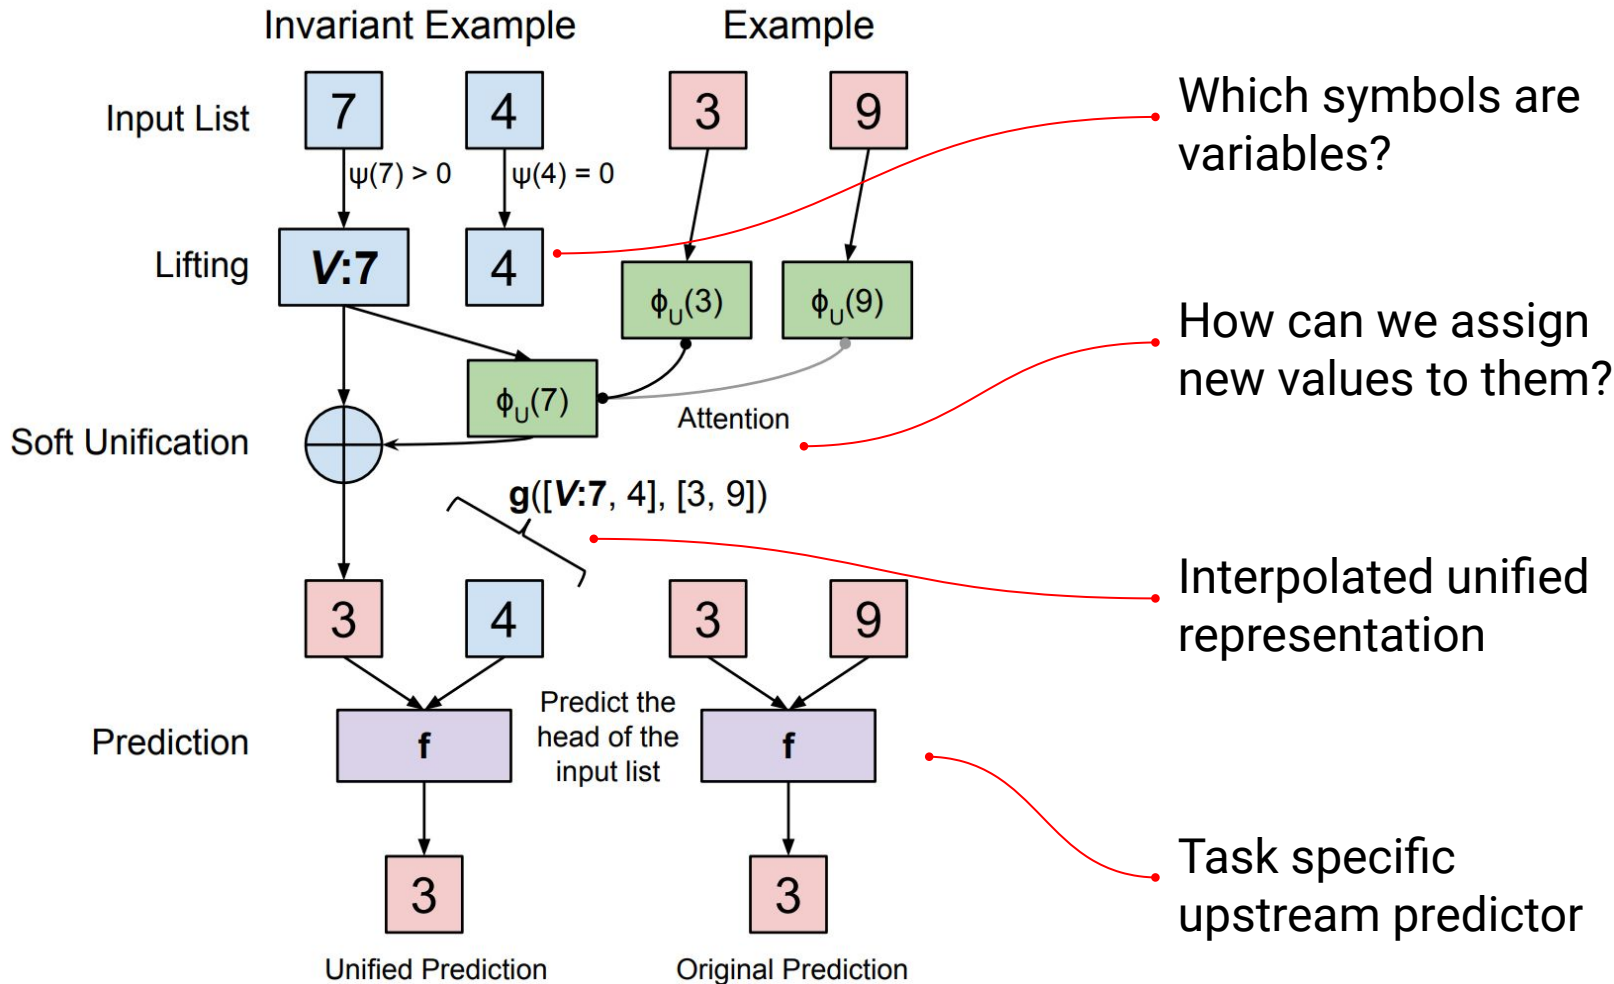 Invariant Example
Example
Input List
7
4
3
9
Which symbols are
variables?
ψ(7) > 0
ψ(4) = 0
Lifting
V:7
4
ϕU(3)
ϕU(9)
How can we assign
new values to them?
ϕU(7)
Attention
Soft Unification
g([V:7, 4], [3, 9])
Interpolated unified
representation
3
4
3
9
Prediction
f
Predict the
head of the
input list
f
Task specific
upstream predictor
3
3
Unified Prediction
Original Prediction